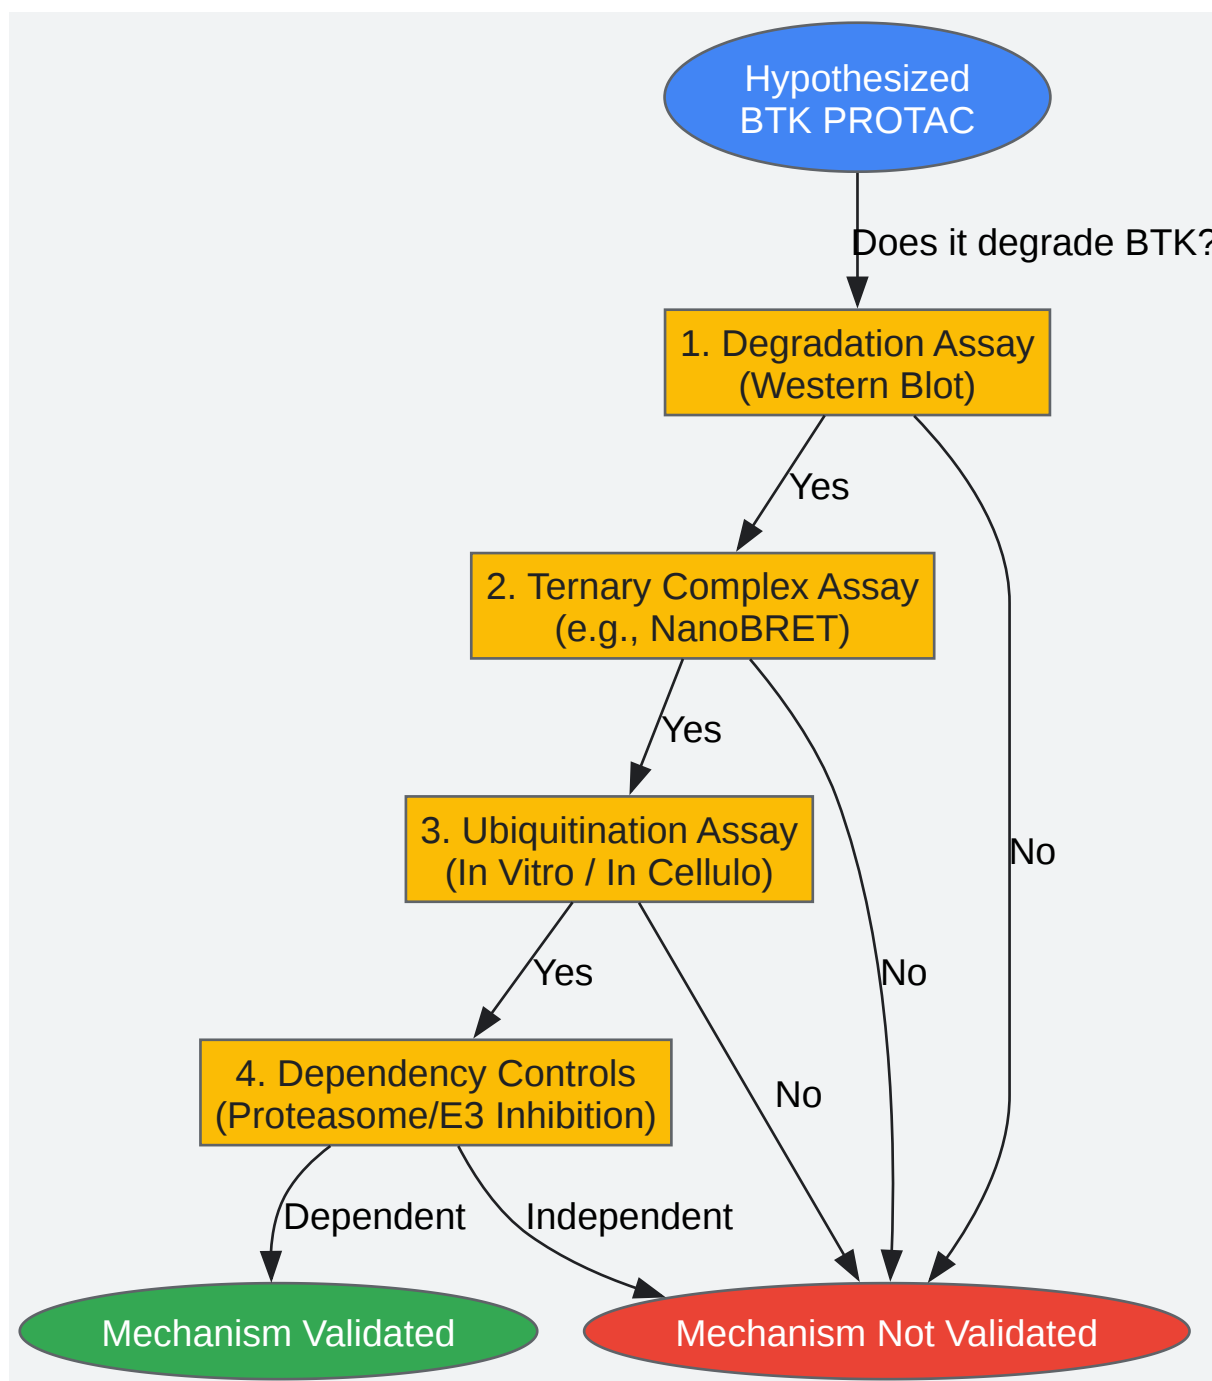 Hypothesized
BTK PROTAC
Does it degrade BTK?
1. Degradation Assay
(Western Blot)
Yes
2. Ternary Complex Assay
(e.g., NanoBRET)
Yes
3. Ubiquitination Assay
(In Vitro / In Cellulo)
No
Yes
No
4. Dependency Controls
(Proteasome/E3 Inhibition)
No
Dependent
Independent
Mechanism Validated
Mechanism Not Validated